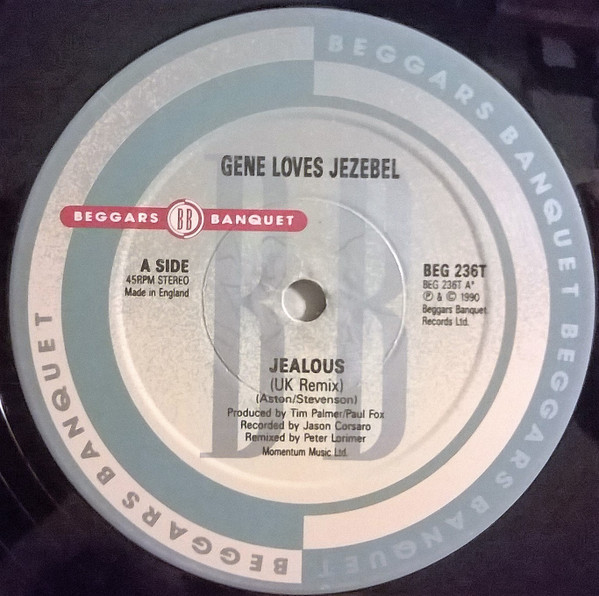 BEGGARS BANQUET BEGGARS BANQUET
GENE LOVES JEZEBEL
BEGGARS BB BANQUET
A SIDE
45RPM STEREO
Made in England
BEG 236T
BEG 236T A*
℗ & © 1990
Beggars Banquet
Records Ltd.
JEALOUS
(UK Remix)
(Aston/Stevenson)
Produced by Tim Palmer/Paul Fox
Recorded by Jason Corsaro
Remixed by Peter Lorimer
Momentum Music Ltd.
BEGGARS BANQUET
BB